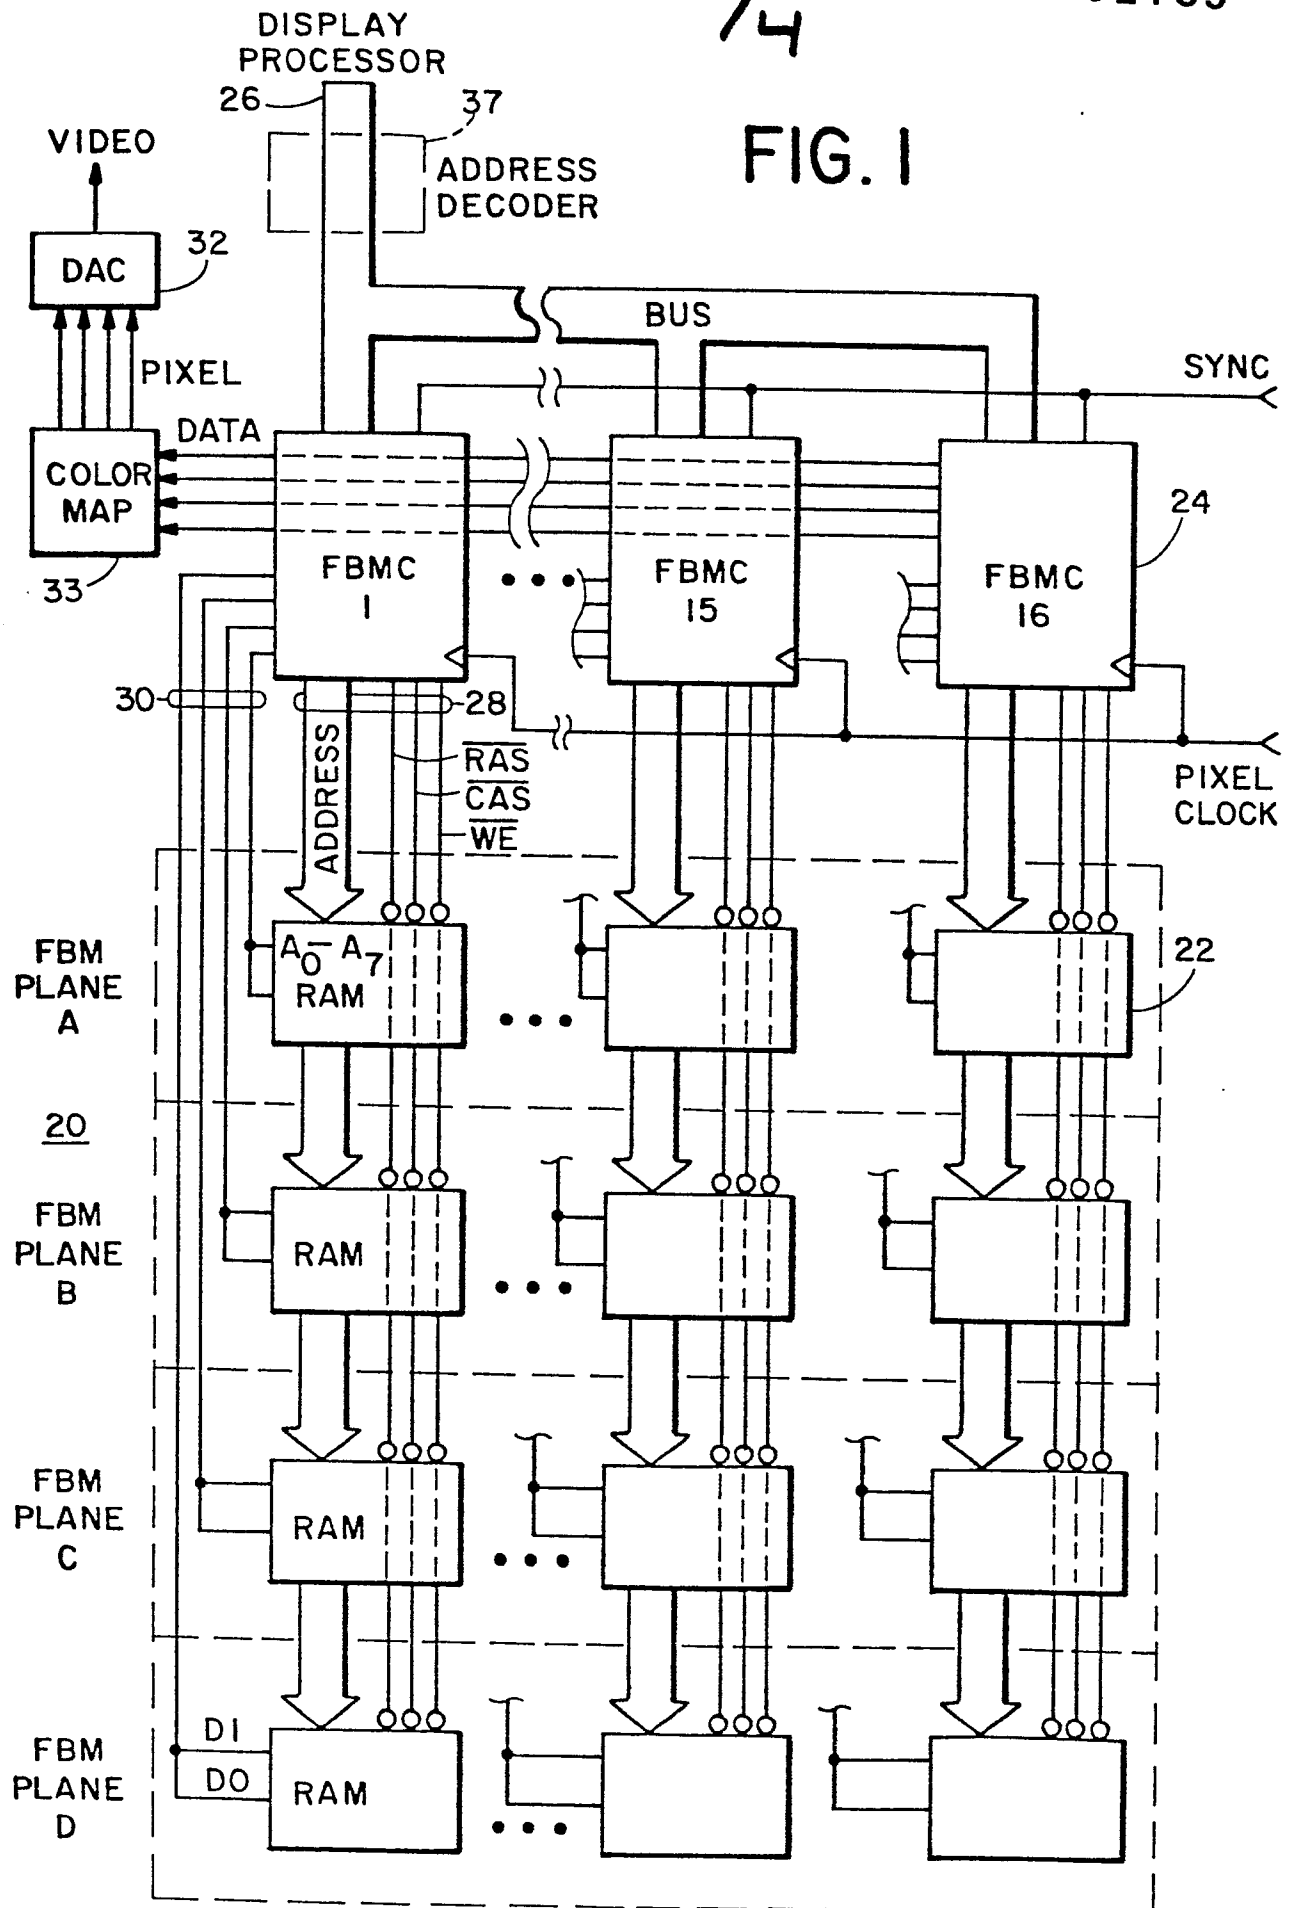 DISPLAY
PROCESSOR
/4
26
37
FIG. 1
VIDEO
ADDRESS
DECODER
32
DAC
BUS
PIXEL
SYNC
DATA
COLOR
MAP
24
FBMC
1
FBMC
15
FBMC
16
33
30
28
ADDRESS
RAS
CAS
WE
PIXEL
CLOCK
FBM
PLANE
A
A0-A7
RAM
22
20
FBM
PLANE
B
RAM
FBM
PLANE
C
RAM
FBM
PLANE
D
DI
DO
RAM